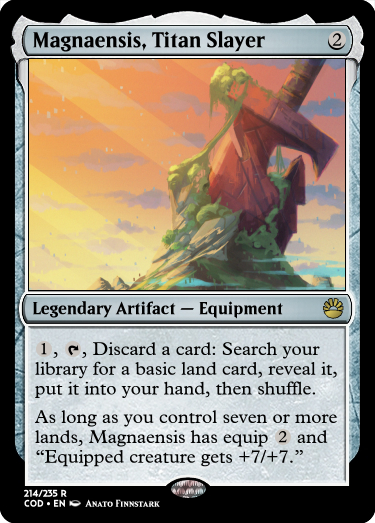 Magnaensis, Titan Slayer 2
Legendary Artifact — Equipment
1, T, Discard a card: Search your
library for a basic land card, reveal it,
put it into your hand, then shuffle.
As long as you control seven or more
lands, Magnaensis has equip 2 and
“Equipped creature gets +7/+7.”
214/235 R
COD • EN Anato Finnstark